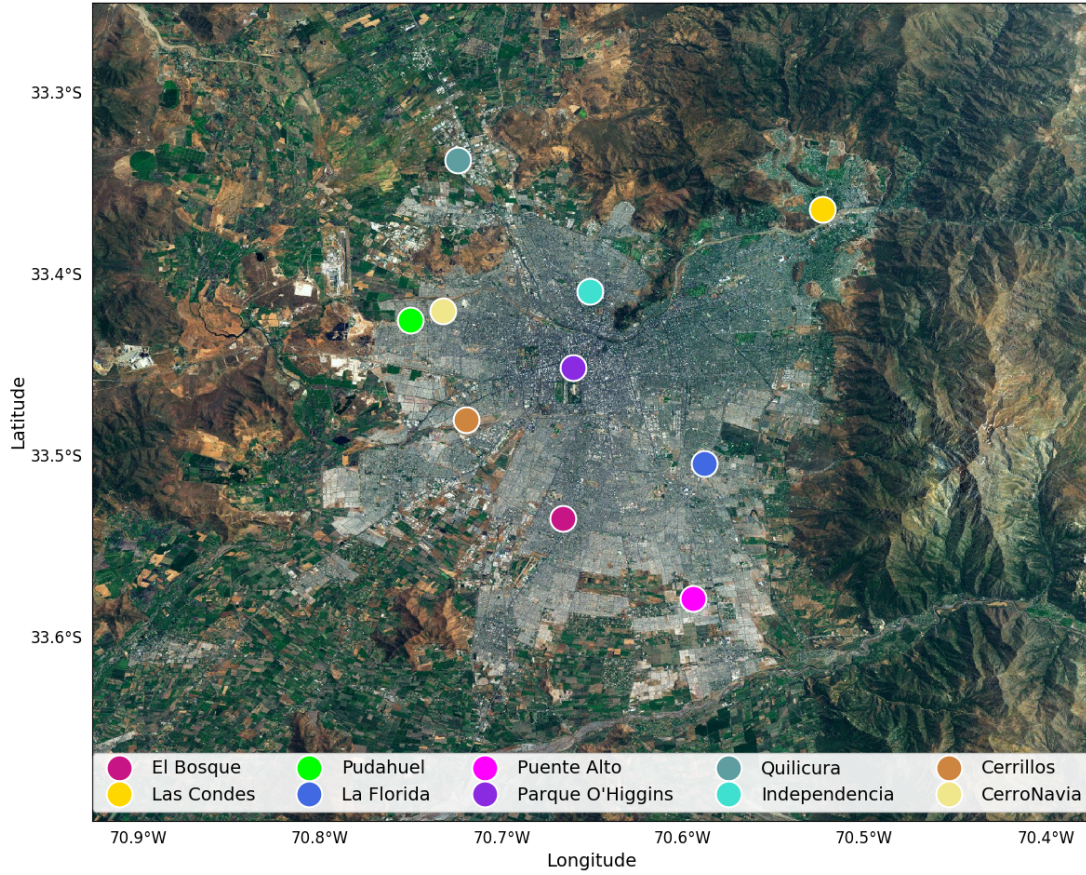 33.3°S
33.4°S
33.5°S
33.6°S
Latitude
El Bosque Pudahuel Puente Alto Quilicura Cerrillos
Las Condes La Florida Parque O'Higgins Independencia CerroNavia
70.9°W 70.8°W 70.7°W 70.6°W 70.5°W 70.4°W
Longitude